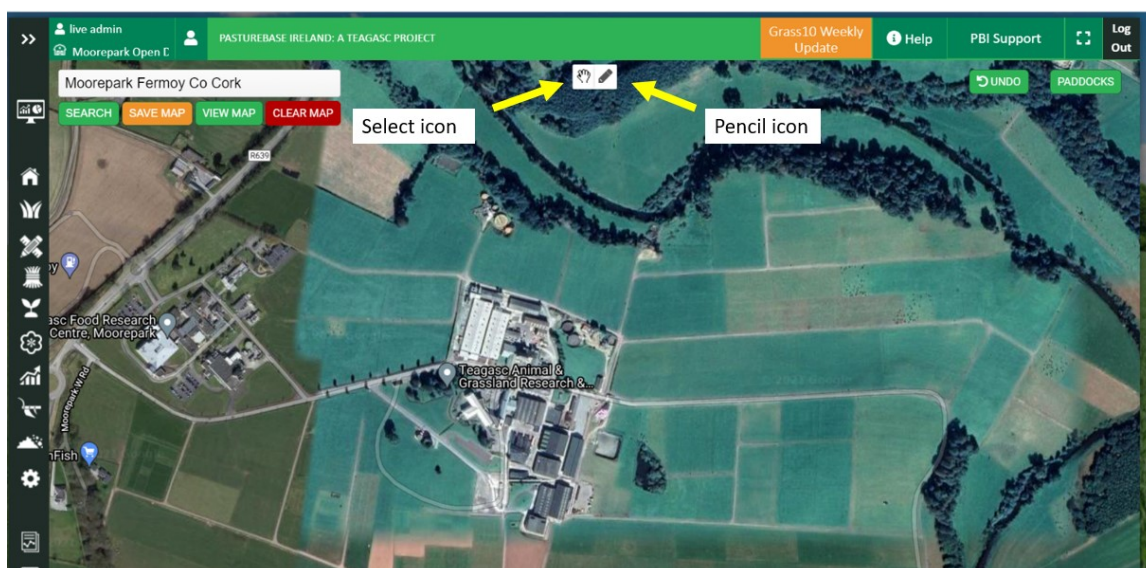 >>
live admin
Moorepark Open D
PASTUREBASE IRELAND: A TEAGASC PROJECT
Grass10 Weekly
Update
Help
PBI Support
Log
Out
Moorepark Fermoy Co Cork
SEARCH
SAVE MAP
VIEW MAP
CLEAR MAP
UNDO
PADDOCKS
Select icon
Pencil icon
R639
oy
asc Food Research
Centre, Moorepark
Teagasc Animal &
Grassland Research &...
Moorepark W Rd
nFish